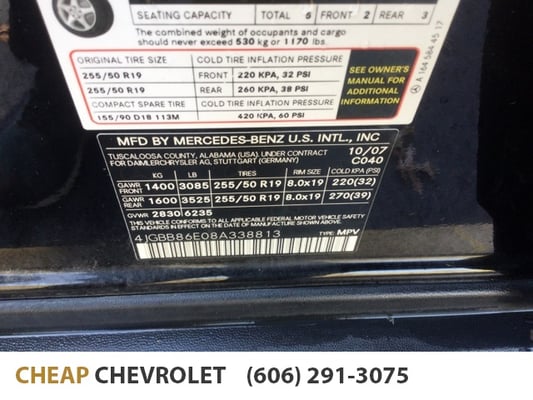 SEATING CAPACITY TOTAL 5 FRONT 2 REAR 3
The combined weight of occupants and cargo
should never exceed 530 kg or 1170 lbs.
ORIGINAL TIRE SIZE COLD TIRE INFLATION PRESSURE
255/50 R19 FRONT 220 KPA, 32 PSI
255/50 R19 REAR 260 KPA, 38 PSI
COMPACT SPARE TIRE COLD TIRE INFLATION PRESSURE
155/90 D18 113M 420 KPA, 60 PSI
SEE OWNER'S
MANUAL FOR
ADDITIONAL
INFORMATION
A 164 584 45 17
MFD BY MERCEDES-BENZ U.S. INTL., INC
TUSCALOOSA COUNTY, ALABAMA (USA), UNDER CONTRACT 10/07
FOR DAIMLERCHRYSLER AG, STUTTGART (GERMANY) C040
KG LB TIRES RIM SIZE COLD KPA (PSI)
GAWR FRONT 1400 3085 255/50 R19 8.0x19 220(32)
GAWR REAR 1600 3525 255/50 R19 8.0x19 270(39)
GVWR 2830 6235
THIS VEHICLE CONFORMS TO ALL APPLICABLE FEDERAL MOTOR VEHICLE SAFETY
STANDARDS IN EFFECT ON THE DATE OF MANUFACTURE SHOWN ABOVE.
4JGBB86E08A338813 TYPE: MPV
CHEAP CHEVROLET (606) 291-3075